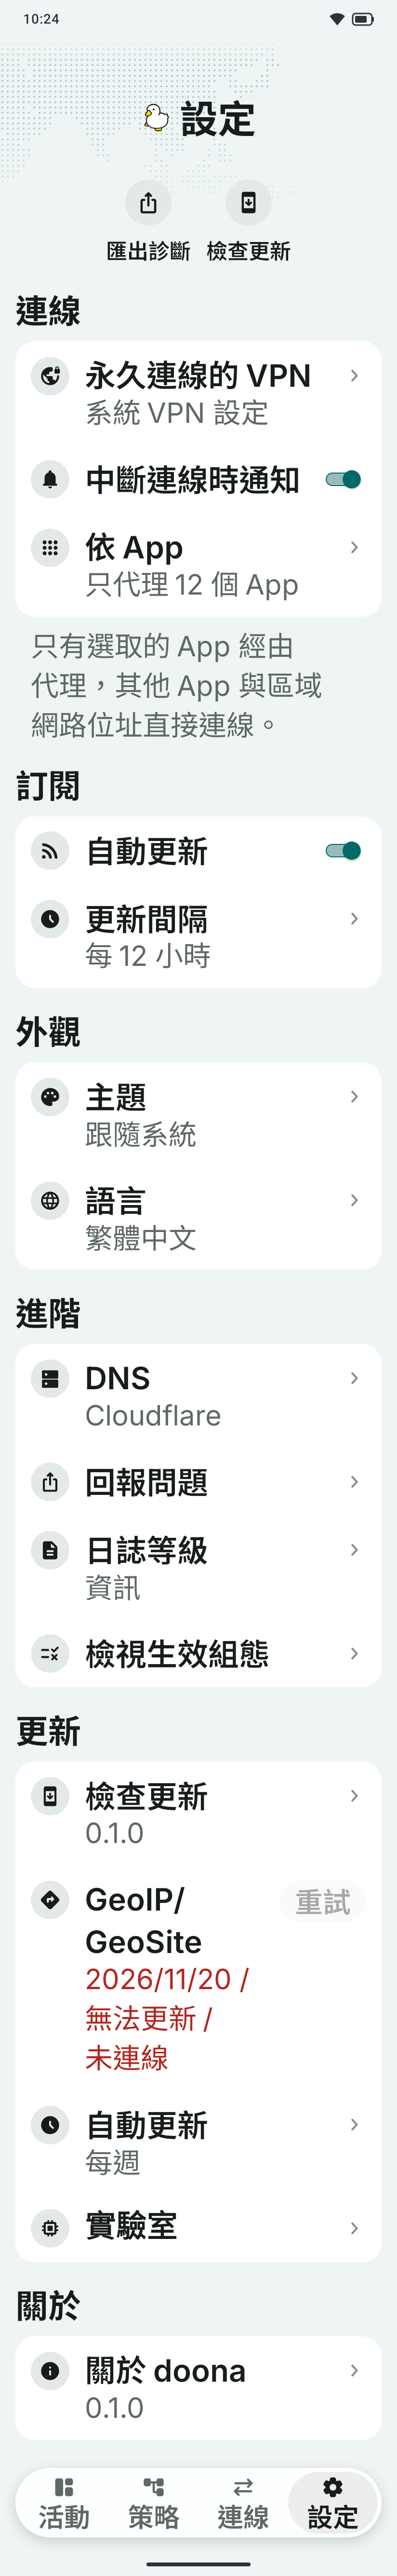 10:24
設定
匯出診斷 檢查更新
連線
永久連線的 VPN
系統 VPN 設定
中斷連線時通知
依 App
只代理 12 個 App
只有選取的 App 經由
代理，其他 App 與區域
網路位址直接連線。
訂閱
自動更新
更新間隔
每 12 小時
外觀
主題
跟隨系統
語言
繁體中文
進階
DNS
Cloudflare
回報問題
日誌等級
資訊
檢視生效組態
更新
檢查更新
0.1.0
GeoIP/
GeoSite
重試
2026/11/20 /
無法更新 /
未連線
自動更新
每週
實驗室
關於
關於 doona
0.1.0
活動 策略 連線 設定